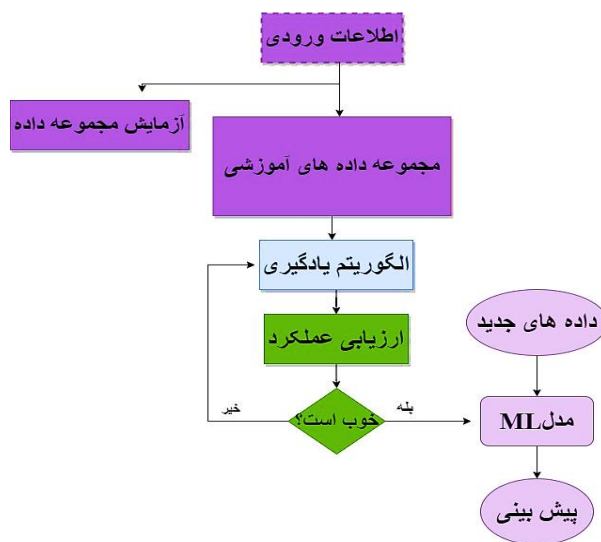 اطلاعات ورودی
آزمایش مجموعه داده
مجموعه داده های آموزشی
الگوریتم یادگیری
ارزیابی عملکرد
خوب است؟
خیر
بله
داده های جدید
مدلML
پیش بینی